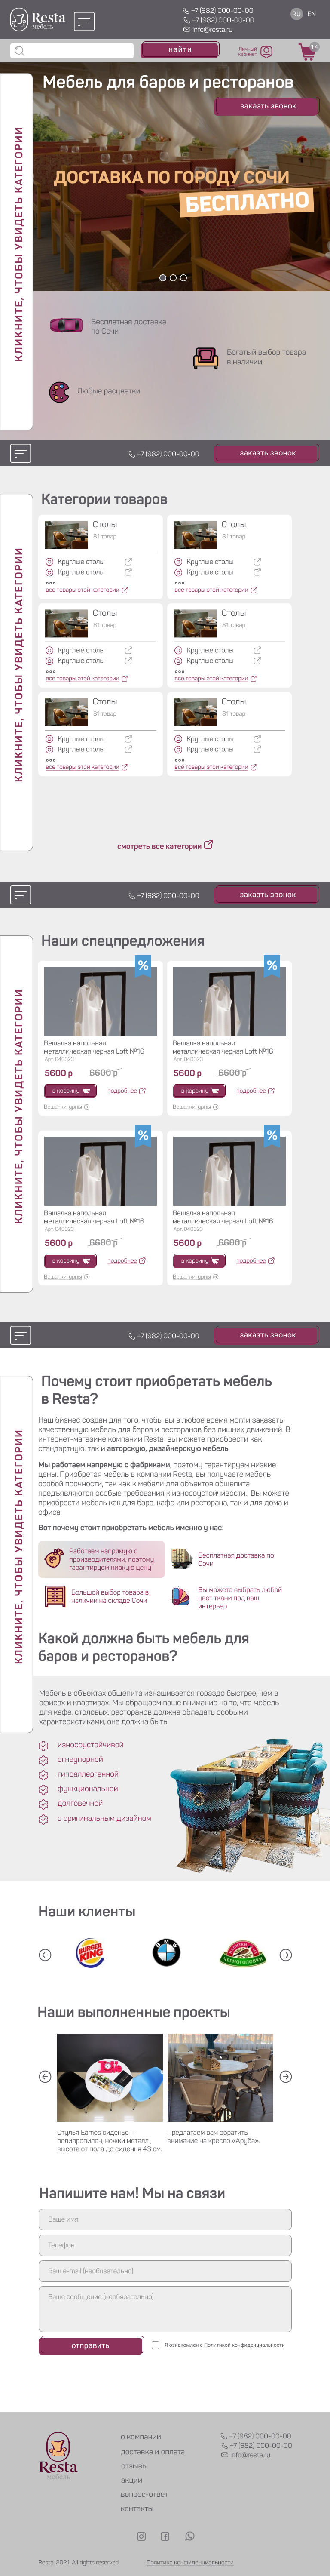 Resta
мебель
+7 (982) 000-00-00
+7 (982) 000-00-00
info@resta.ru
RU EN
найти
Личный
кабинет
14
КЛИКНИТЕ, ЧТОБЫ УВИДЕТЬ КАТЕГОРИИ
Мебель для баров и ресторанов
заказть звонок
ДОСТАВКА ПО ГОРОДУ СОЧИ
БЕСПЛАТНО
Бесплатная доставка
по Сочи
Богатый выбор товара
в наличии
Любые расцветки
+7 (982) 000-00-00
заказть звонок
КЛИКНИТЕ, ЧТОБЫ УВИДЕТЬ КАТЕГОРИИ
Категории товаров
Столы
81 товар
Круглые столы
Круглые столы
все товары этой категории
Столы
81 товар
Круглые столы
Круглые столы
все товары этой категории
Столы
81 товар
Круглые столы
Круглые столы
все товары этой категории
Столы
81 товар
Круглые столы
Круглые столы
все товары этой категории
Столы
81 товар
Круглые столы
Круглые столы
все товары этой категории
Столы
81 товар
Круглые столы
Круглые столы
все товары этой категории
смотреть все категории
+7 (982) 000-00-00
заказть звонок
КЛИКНИТЕ, ЧТОБЫ УВИДЕТЬ КАТЕГОРИИ
Наши спецпредложения
%
Вешалка напольная
металлическая черная Loft №16
Арт. 040023
5600 р 6600 р
в корзину подробнее
Вешалки, цены
%
Вешалка напольная
металлическая черная Loft №16
Арт. 040023
5600 р 6600 р
в корзину подробнее
Вешалки, цены
%
Вешалка напольная
металлическая черная Loft №16
Арт. 040023
5600 р 6600 р
в корзину подробнее
Вешалки, цены
%
Вешалка напольная
металлическая черная Loft №16
Арт. 040023
5600 р 6600 р
в корзину подробнее
Вешалки, цены
+7 (982) 000-00-00
заказть звонок
КЛИКНИТЕ, ЧТОБЫ УВИДЕТЬ КАТЕГОРИИ
Почему стоит приобретать мебель
в Resta?
Наш бизнес создан для того, чтобы вы в любое время могли заказать
качественную мебель для баров и ресторанов без лишних движений. В
интернет-магазине компании Resta вы можете приобрести как
стандартную, так и авторскую, дизайнерскую мебель.
Мы работаем напрямую с фабриками, поэтому гарантируем низкие
цены. Приобретая мебель в компании Resta, вы получаете мебель
особой прочности, так как к мебели для объектов общепита
предъявляются особые требования к износоустойчивости. Вы можете
приобрести мебель как для бара, кафе или ресторана, так и для дома и
офиса.
Вот почему стоит приобретать мебель именно у нас:
Работаем напрямую с
производителями, поэтому
гарантируем низкую цену
Бесплатная доставка по
Сочи
Большой выбор товара в
наличии на складе Сочи
Вы можете выбрать любой
цвет ткани под ваш
интерьер
Какой должна быть мебель для
баров и ресторанов?
Мебель в объектах общепита изнашивается гораздо быстрее, чем в
офисах и квартирах. Мы обращаем ваше внимание на то, что мебель
для кафе, столовых, ресторанов должна обладать особыми
характеристиками, она должна быть:
износоустойчивой
огнеупорной
гипоаллергенной
функциональной
долговечной
с оригинальным дизайном
Наши клиенты
BURGER
KING
BMW
ЧЕРНОГОЛОВКИ
Наши выполненные проекты
Стулья Eames сиденье -
полипропилен, ножки металл ,
высота от пола до сиденья 43 см.
Предлагаем вам обратить
внимание на кресло «Аруба».
Напишите нам! Мы на связи
Ваше имя
Телефон
Ваш e-mail (необязательно)
Ваше сообщение (необязательно)
отправить
Я ознакомлен с Политикой конфиденциальности
Resta
о компании
доставка и оплата
отзывы
акции
вопрос-ответ
контакты
+7 (982) 000-00-00
+7 (982) 000-00-00
info@resta.ru
Resta, 2021. All rights reserved
Политика конфиденциальности